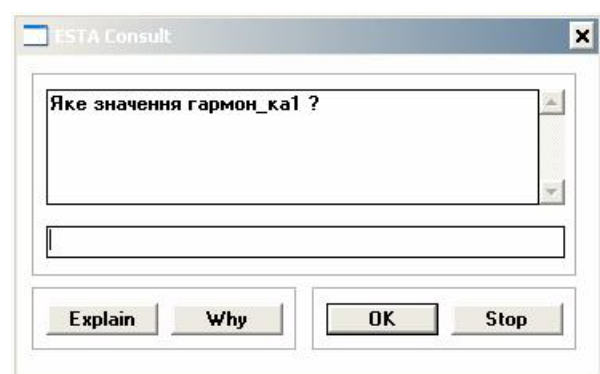 ESTA Consult
Яке значення гармон_ка1 ?
Explain
Why
OK
Stop